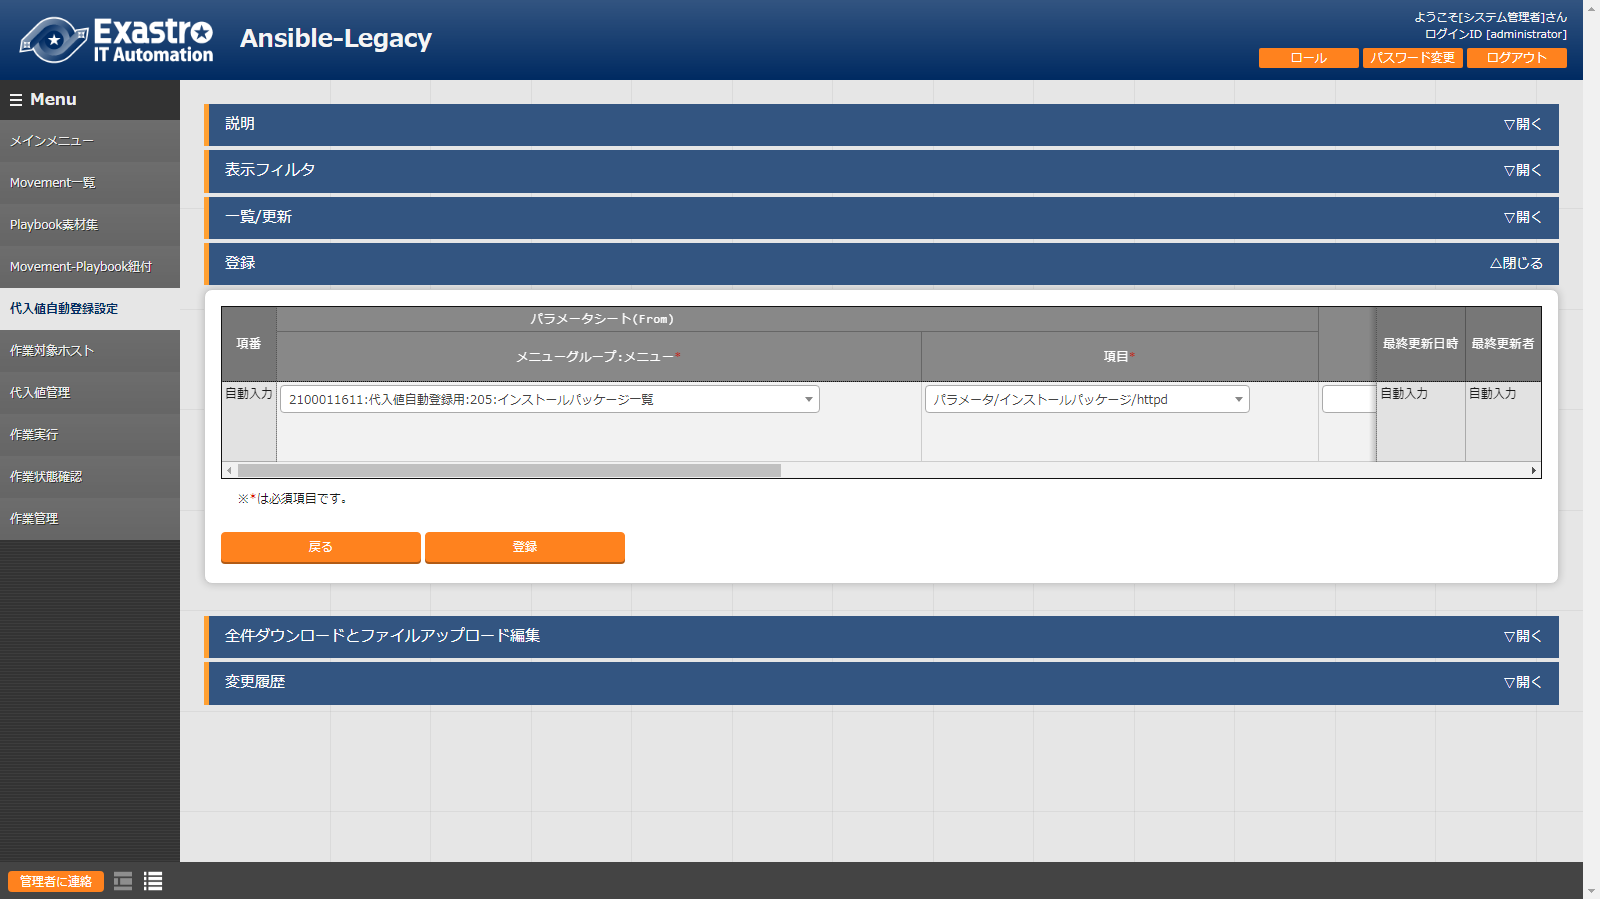 Exastro
IT Automation
Ansible-Legacy
ようこそ[システム管理者]さん
ログインID [administrator]
ロール
パスワード変更
ログアウト
Menu
メインメニュー
Movement一覧
Playbook素材集
Movement-Playbook紐付
代入値自動登録設定
作業対象ホスト
代入値管理
作業実行
作業状態確認
作業管理
説明
▽開く
表示フィルタ
▽開く
一覧/更新
▽開く
登録
△閉じる
項番
パラメータシート(From)
メニューグループ:メニュー*
項目*
最終更新日時
最終更新者
自動入力
2100011611:代入値自動登録用:205:インストールパッケージ一覧
パラメータ/インストールパッケージ/httpd
自動入力
自動入力
※*は必須項目です。
戻る
登録
全件ダウンロードとファイルアップロード編集
▽開く
変更履歴
▽開く
管理者に連絡